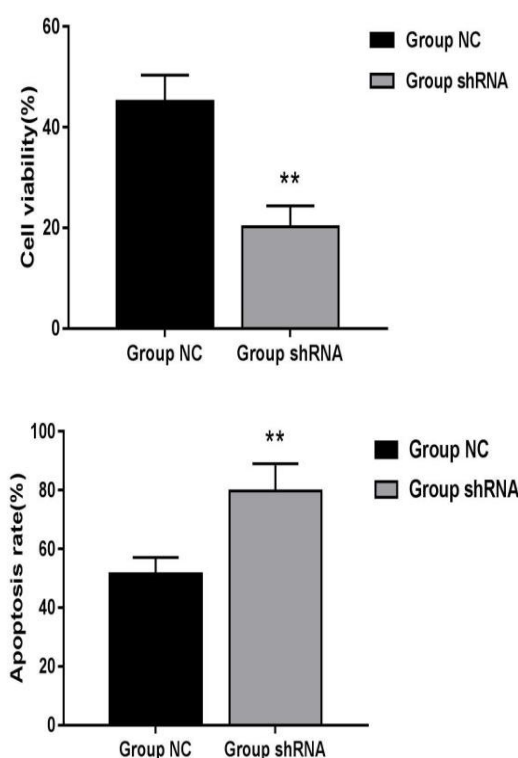 60
40
20
0
Cell viability(%)
**
Group NC
Group shRNA
Group NC
Group shRNA
100
80
60
40
20
0
Apoptosis rate(%)
**
Group NC
Group shRNA
Group NC
Group shRNA